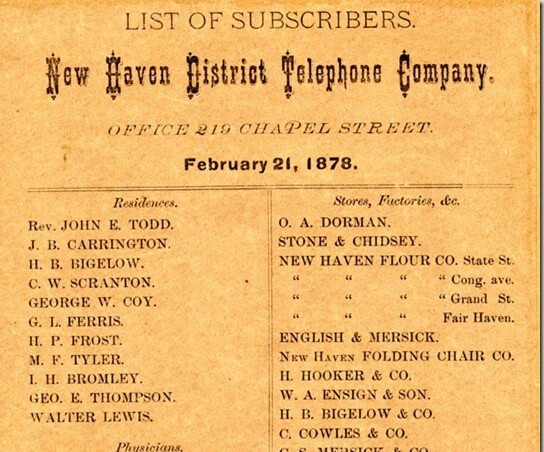 LIST OF SUBSCRIBERS.
New Haven District Telephone Company.
OFFICE 219 CHAPEL STREET.
February 21, 1878.
Residences.
Rev. JOHN E. TODD.
J. B. CARRINGTON.
H. B. BIGELOW.
C. W. SCRANTON.
GEORGE W. COY.
G. L. FERRIS.
H. P. FROST.
M. F. TYLER.
I. H. BROMLEY.
GEO. E. THOMPSON.
WALTER LEWIS.
Physicians.
Stores, Factories, &c.
O. A. DORMAN.
STONE & CHIDSEY.
NEW HAVEN FLOUR CO. State St.
“ “ “ “ Cong. ave.
“ “ “ “ Grand St.
“ “ “ Fair Haven.
ENGLISH & MERSICK.
NEW HAVEN FOLDING CHAIR CO.
H. HOOKER & CO.
W. A. ENSIGN & SON.
H. B. BIGELOW & CO.
C. COWLES & CO.
C. S. MERSICK & CO.